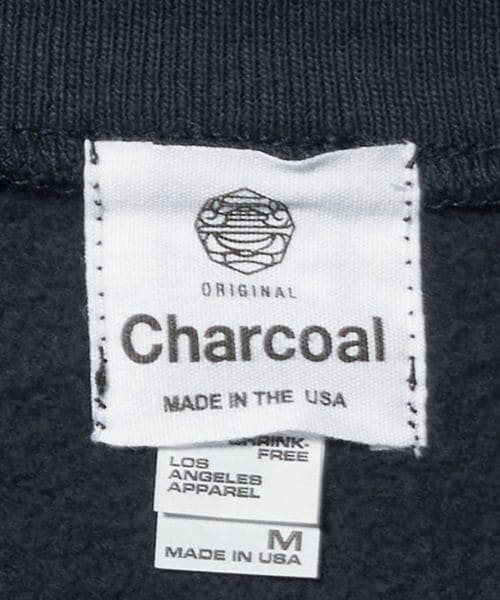 ORIGINAL
Charcoal
MADE IN THE USA
SHRINK-
FREE
LOS
ANGELES
APPAREL
M
MADE IN USA